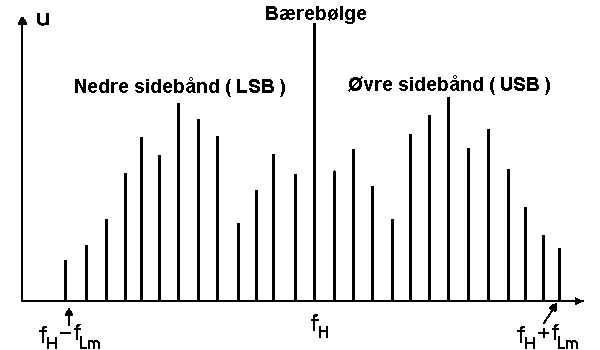 u
Bærebølge
Nedre sidebånd ( LSB )
Øvre sidebånd ( USB )
fH−fLm
fH
fH+fLm